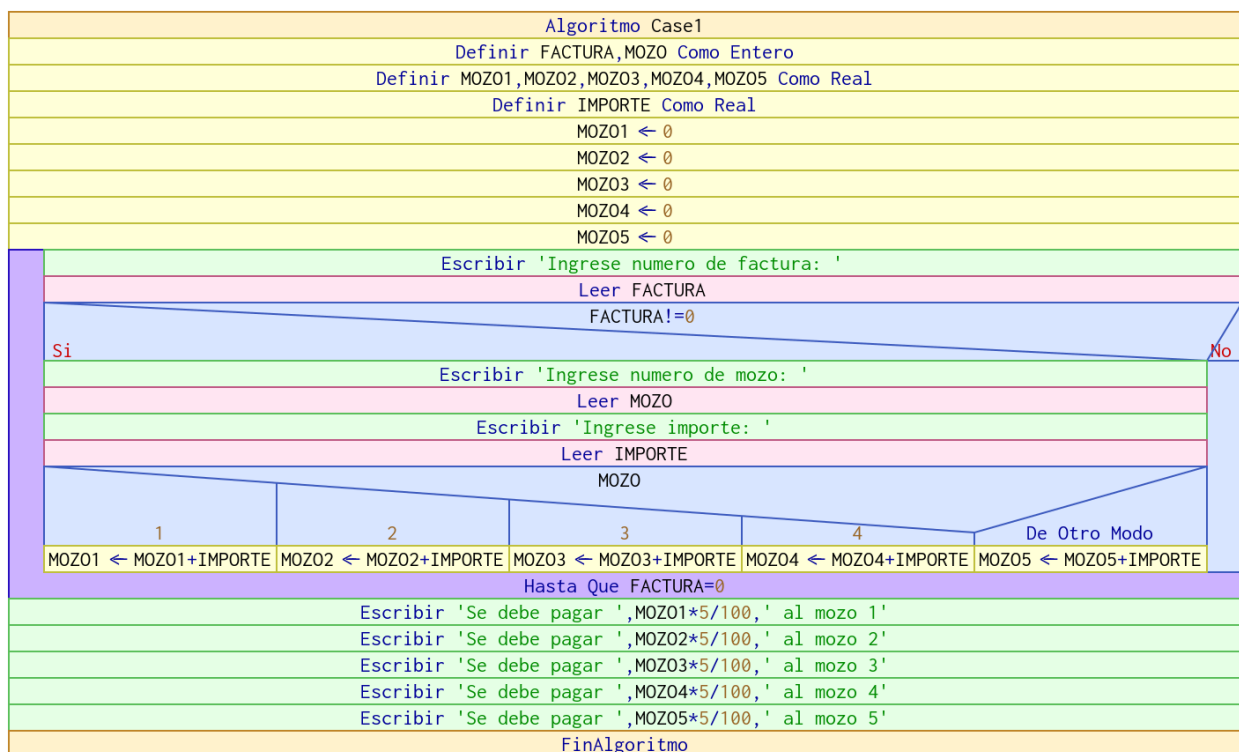 Algoritmo Case1
Definir FACTURA,MOZO Como Entero
Definir MOZO1,MOZO2,MOZO3,MOZO4,MOZO5 Como Real
Definir IMPORTE Como Real
MOZO1 ← 0
MOZO2 ← 0
MOZO3 ← 0
MOZO4 ← 0
MOZO5 ← 0
Escribir 'Ingrese numero de factura: '
Leer FACTURA
FACTURA!=0
Si No
Escribir 'Ingrese numero de mozo: '
Leer MOZO
Escribir 'Ingrese importe: '
Leer IMPORTE
MOZO
1 2 3 4 De Otro Modo
MOZO1 ← MOZO1+IMPORTE MOZO2 ← MOZO2+IMPORTE MOZO3 ← MOZO3+IMPORTE MOZO4 ← MOZO4+IMPORTE MOZO5 ← MOZO5+IMPORTE
Hasta Que FACTURA=0
Escribir 'Se debe pagar ',MOZO1*5/100,' al mozo 1'
Escribir 'Se debe pagar ',MOZO2*5/100,' al mozo 2'
Escribir 'Se debe pagar ',MOZO3*5/100,' al mozo 3'
Escribir 'Se debe pagar ',MOZO4*5/100,' al mozo 4'
Escribir 'Se debe pagar ',MOZO5*5/100,' al mozo 5'
FinAlgoritmo